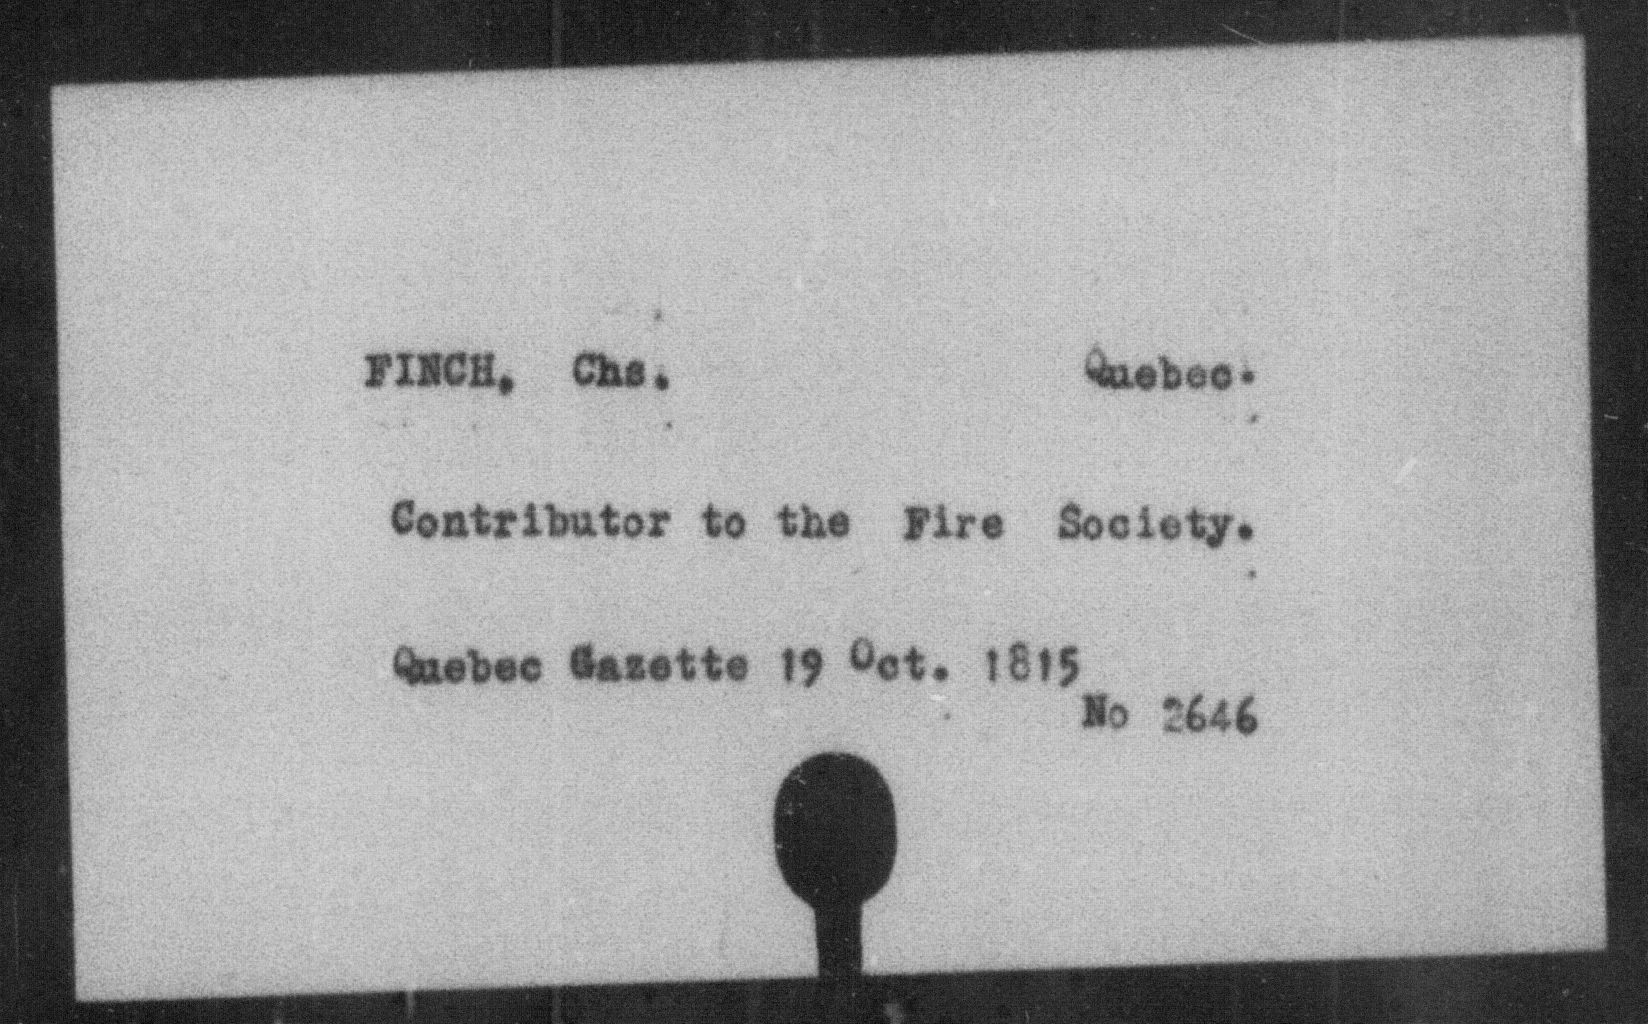 FINCH, Chs. Quebec.
Contributor to the Fire Society.
Quebec Gazette 19 Oct. 1815
No 2646